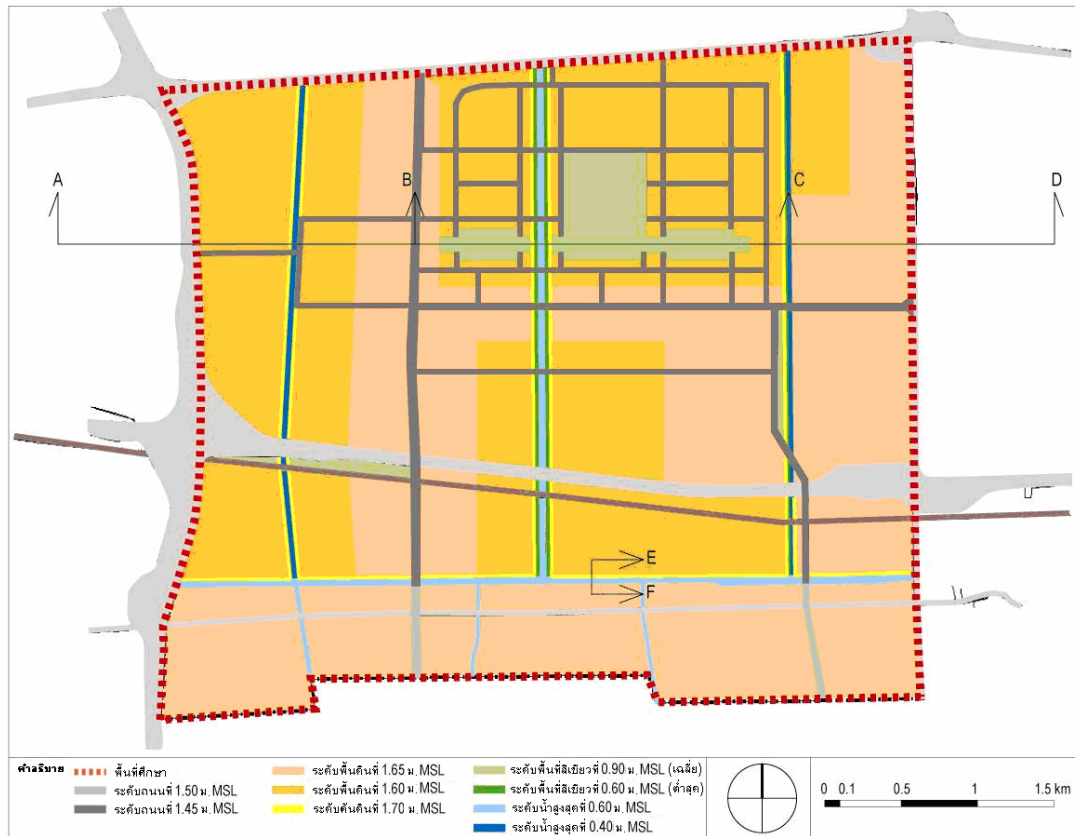 A
B
C
D
E
F
คำอธิบาย
พื้นที่ศึกษา
ระดับถนนที่ 1.50 ม. MSL
ระดับถนนที่ 1.45 ม. MSL
ระดับพื้นดินที่ 1.65 ม. MSL
ระดับพื้นดินที่ 1.60 ม. MSL
ระดับคันดินที่ 1.70 ม. MSL
ระดับพื้นที่สีเขียวที่ 0.90 ม. MSL (เฉลี่ย)
ระดับพื้นที่สีเขียวที่ 0.60 ม. MSL (ต่ำสุด)
ระดับน้ำสูงสุดที่ 0.60 ม. MSL
ระดับน้ำสูงสุดที่ 0.40 ม. MSL
0 0.1 0.5 1 1.5 km